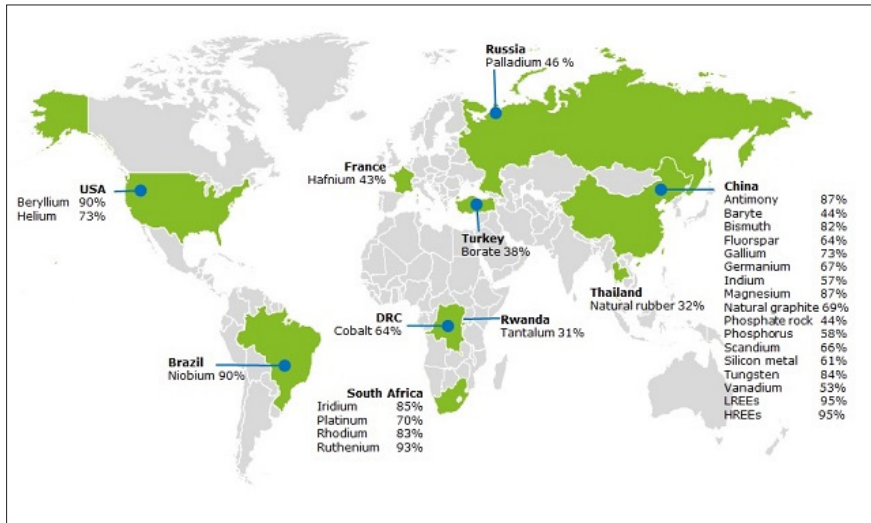 Russia
Palladium 46 %
France
Hafnium 43%
USA
Beryllium 90%
Helium 73%
China
Antimony 87%
Baryte 44%
Bismuth 82%
Fluorspar 64%
Gallium 73%
Germanium 67%
Indium 57%
Magnesium 87%
Natural graphite 69%
Phosphate rock 44%
Phosphorus 58%
Scandium 66%
Silicon metal 61%
Tungsten 84%
Vanadium 53%
LREEs 95%
HREEs 95%
Turkey
Borate 38%
Thailand
Natural rubber 32%
DRC
Cobalt 64%
Rwanda
Tantalum 31%
Brazil
Niobium 90%
South Africa
Iridium 85%
Platinum 70%
Rhodium 83%
Ruthenium 93%